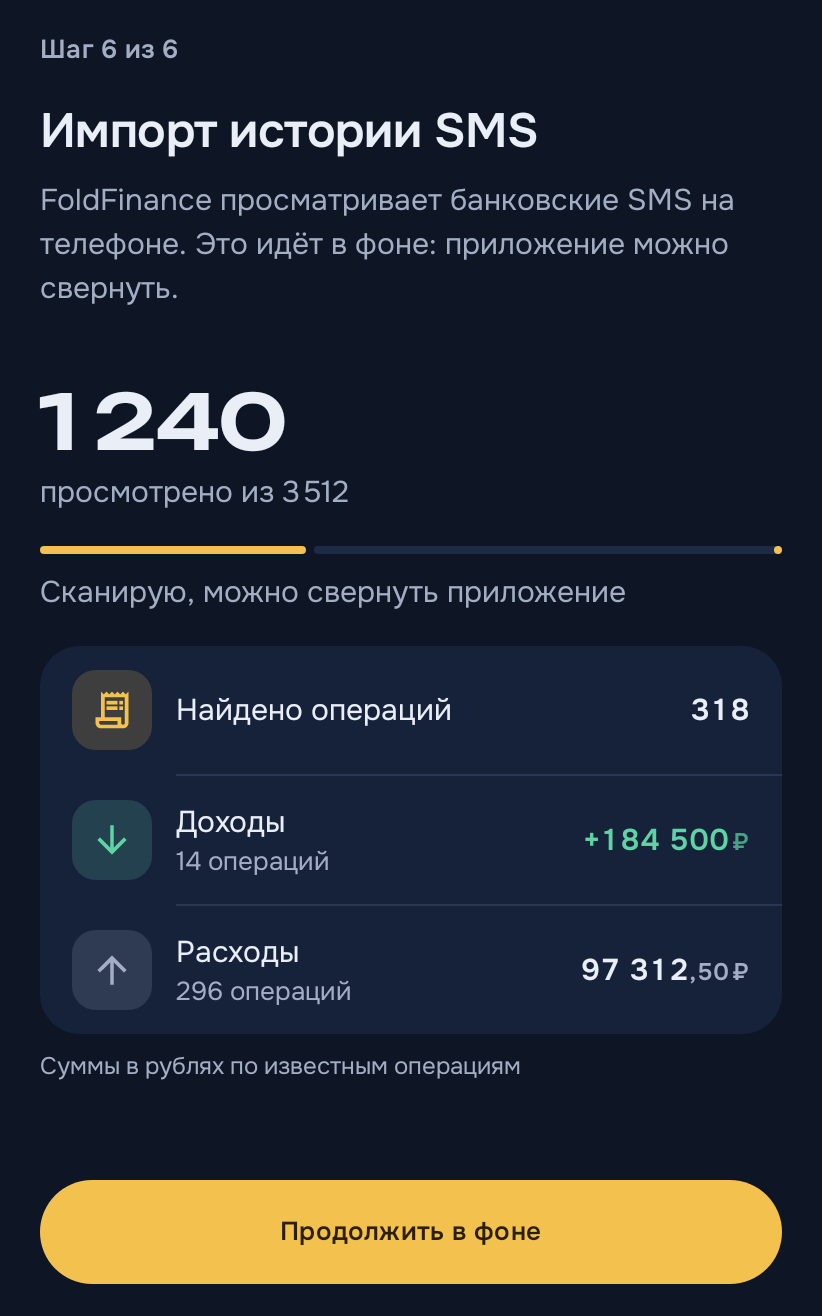 Шаг 6 из 6
Импорт истории SMS
FoldFinance просматривает банковские SMS на
телефоне. Это идёт в фоне: приложение можно
свернуть.
1 240
просмотрено из 3 512
Сканирую, можно свернуть приложение
Найдено операций 318
Доходы
14 операций
+184 500 ₽
Расходы
296 операций
97 312,50 ₽
Суммы в рублях по известным операциям
Продолжить в фоне